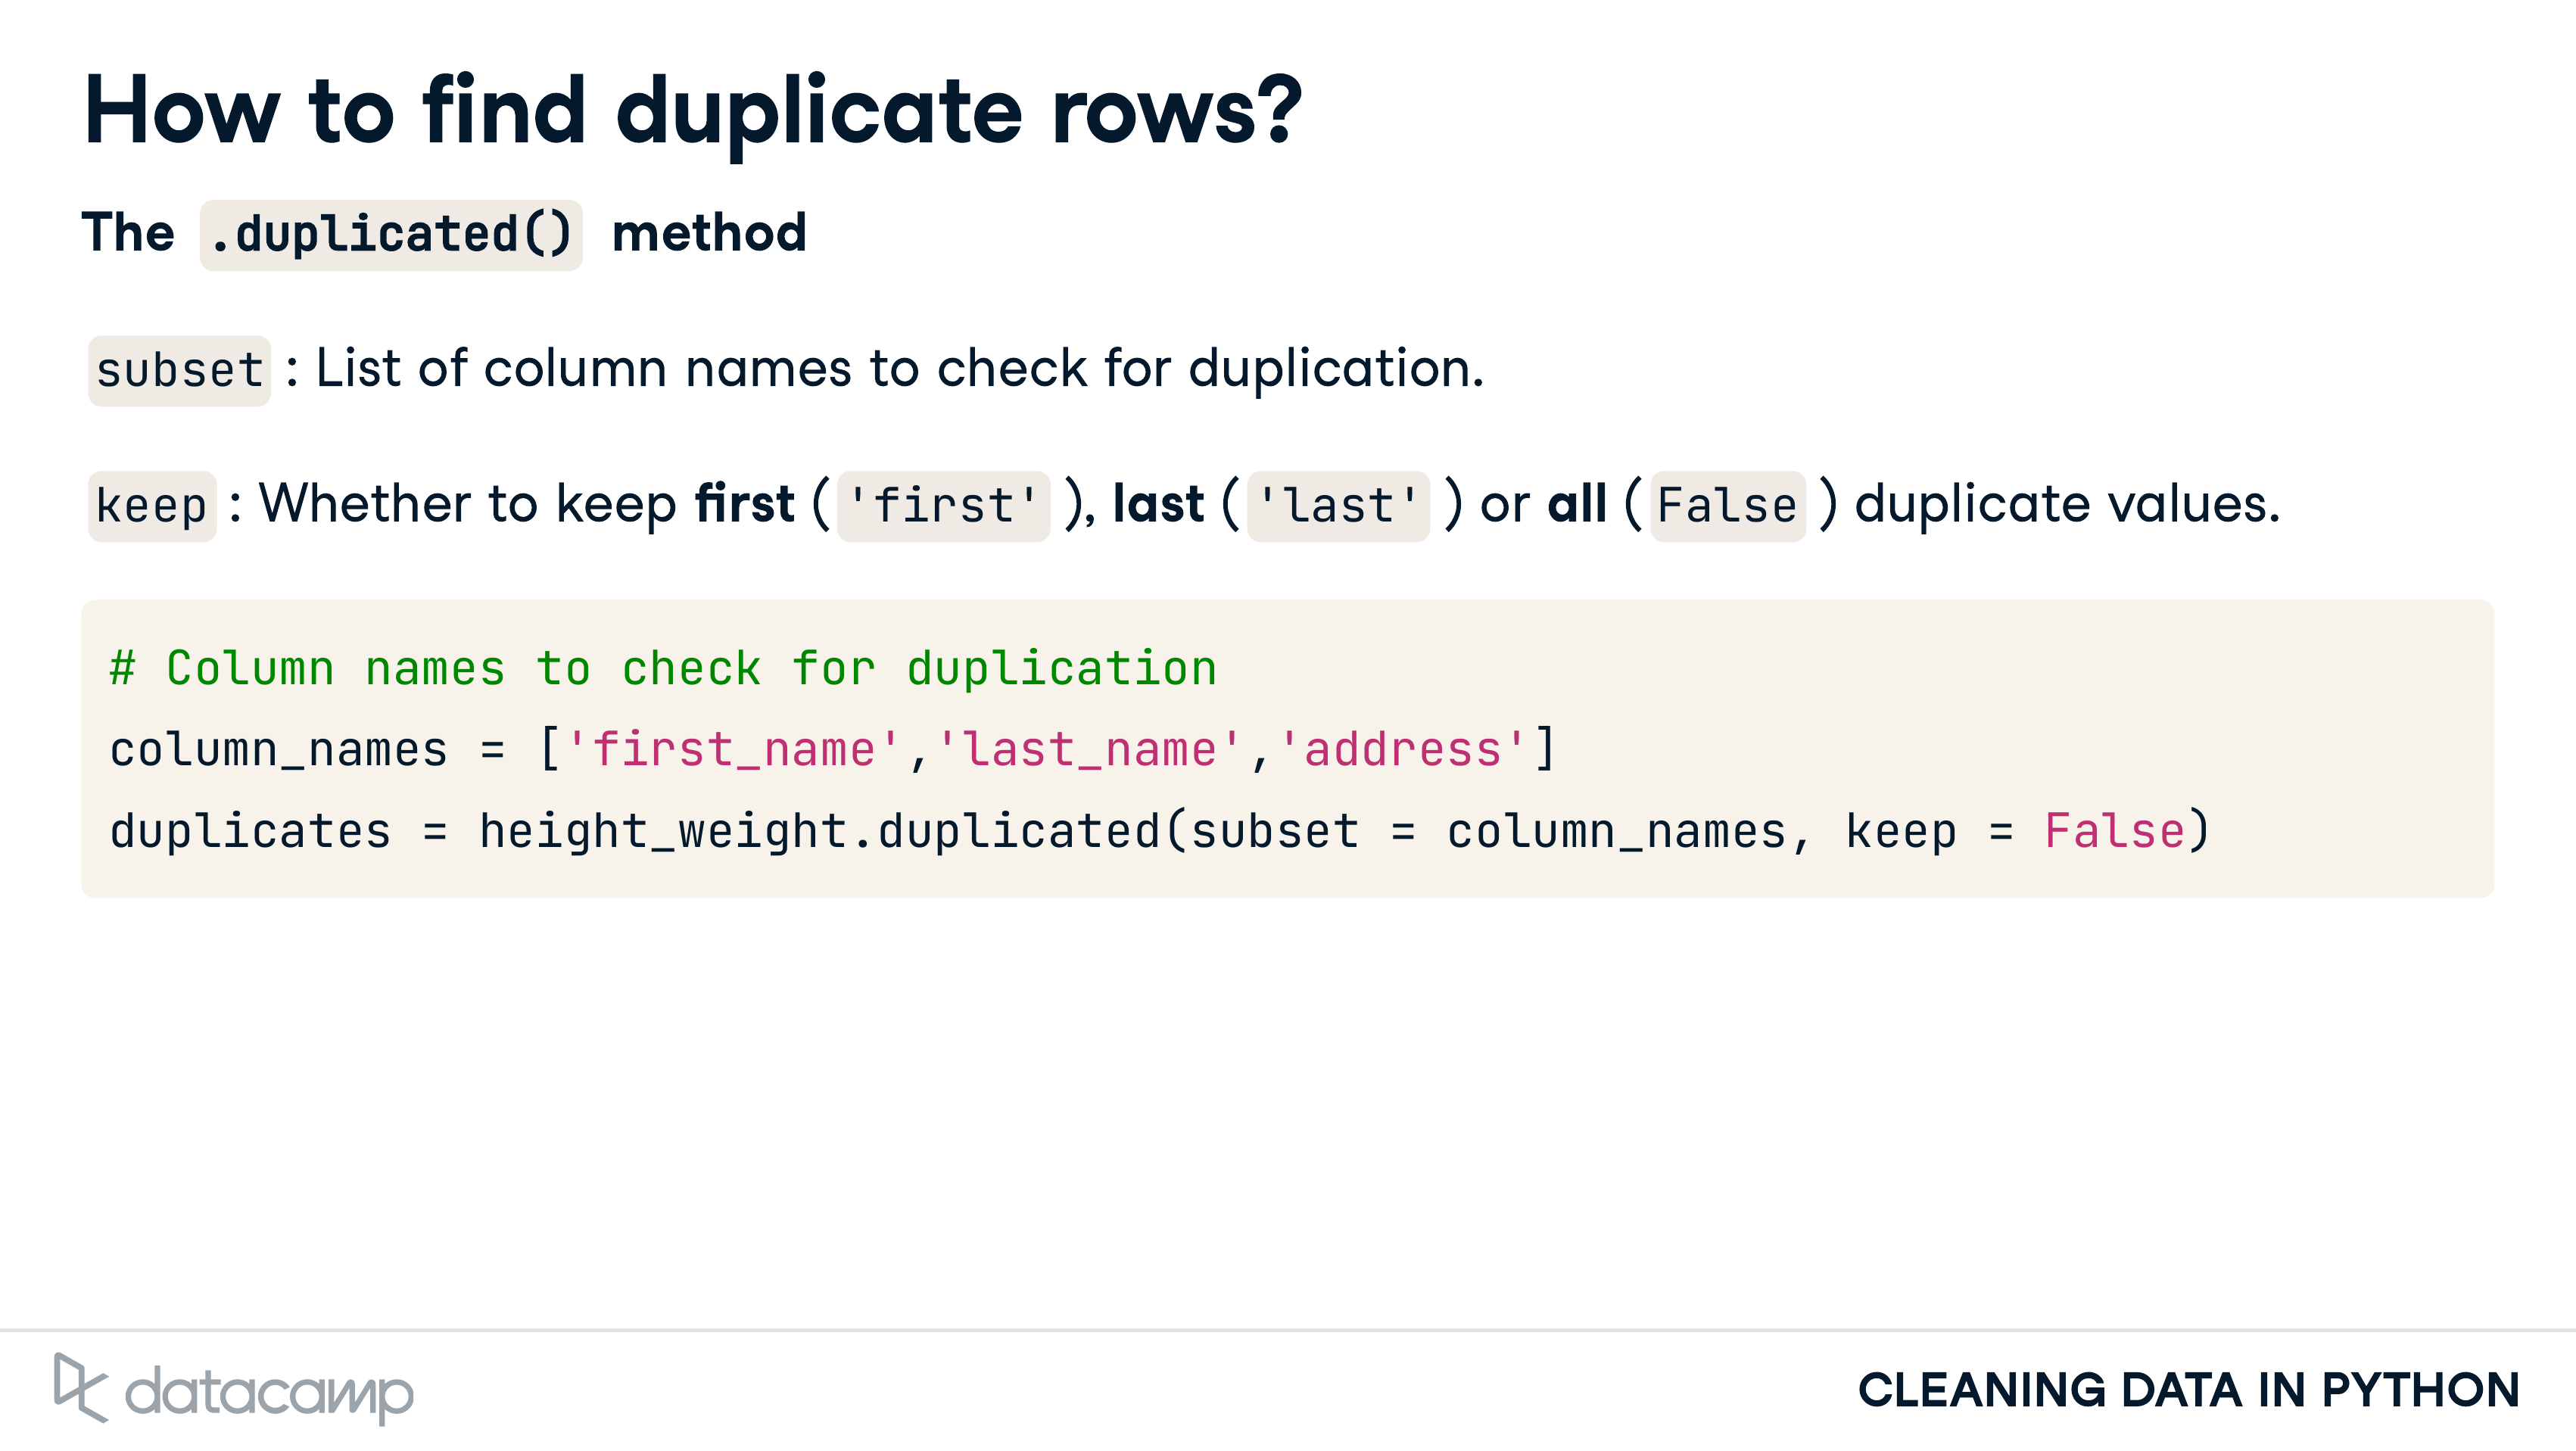 How to find duplicate rows?
The .duplicated() method
subset : List of column names to check for duplication.
keep : Whether to keep first ( 'first' ), last ( 'last' ) or all ( False ) duplicate values.
# Column names to check for duplication
column_names = ['first_name','last_name','address']
duplicates = height_weight.duplicated(subset = column_names, keep = False)
datacamp
CLEANING DATA IN PYTHON